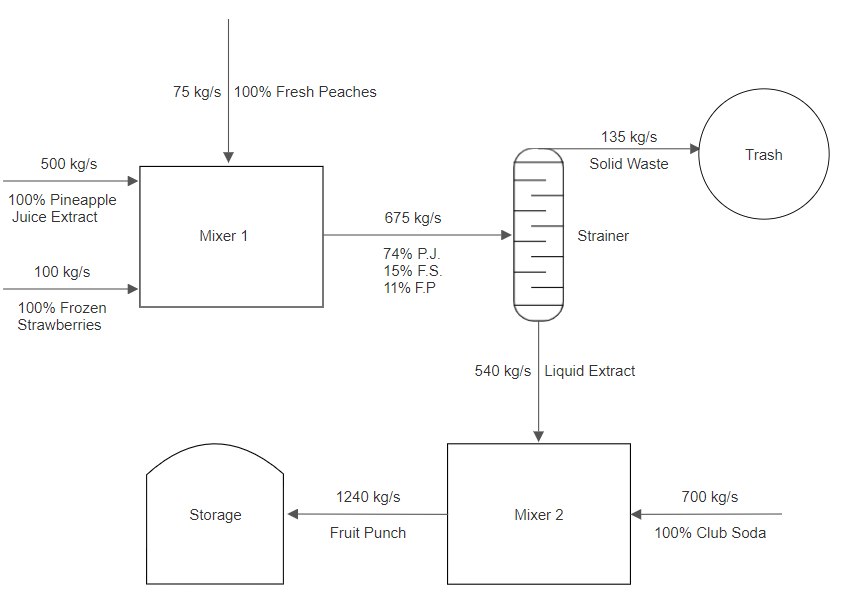 75 kg/s
100% Fresh Peaches
500 kg/s
100% Pineapple
Juice Extract
100 kg/s
100% Frozen
Strawberries
Mixer 1
675 kg/s
74% P.J.
15% F.S.
11% F.P
Strainer
135 kg/s
Solid Waste
Trash
540 kg/s
Liquid Extract
Storage
1240 kg/s
Fruit Punch
Mixer 2
700 kg/s
100% Club Soda